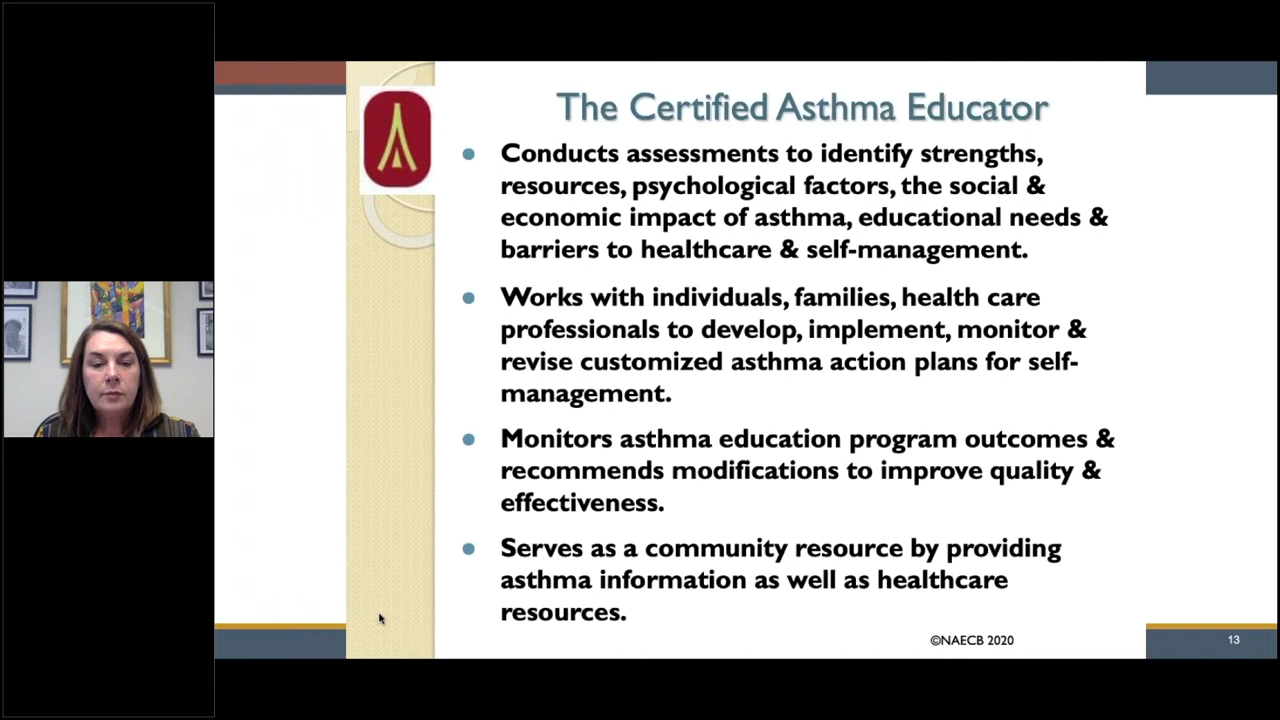 The Certified Asthma Educator
Conducts assessments to identify strengths,
resources, psychological factors, the social &
economic impact of asthma, educational needs &
barriers to healthcare & self-management.
Works with individuals, families, health care
professionals to develop, implement, monitor &
revise customized asthma action plans for self-
management.
Monitors asthma education program outcomes &
recommends modifications to improve quality &
effectiveness.
Serves as a community resource by providing
asthma information as well as healthcare
resources.
©NAECB 2020
13